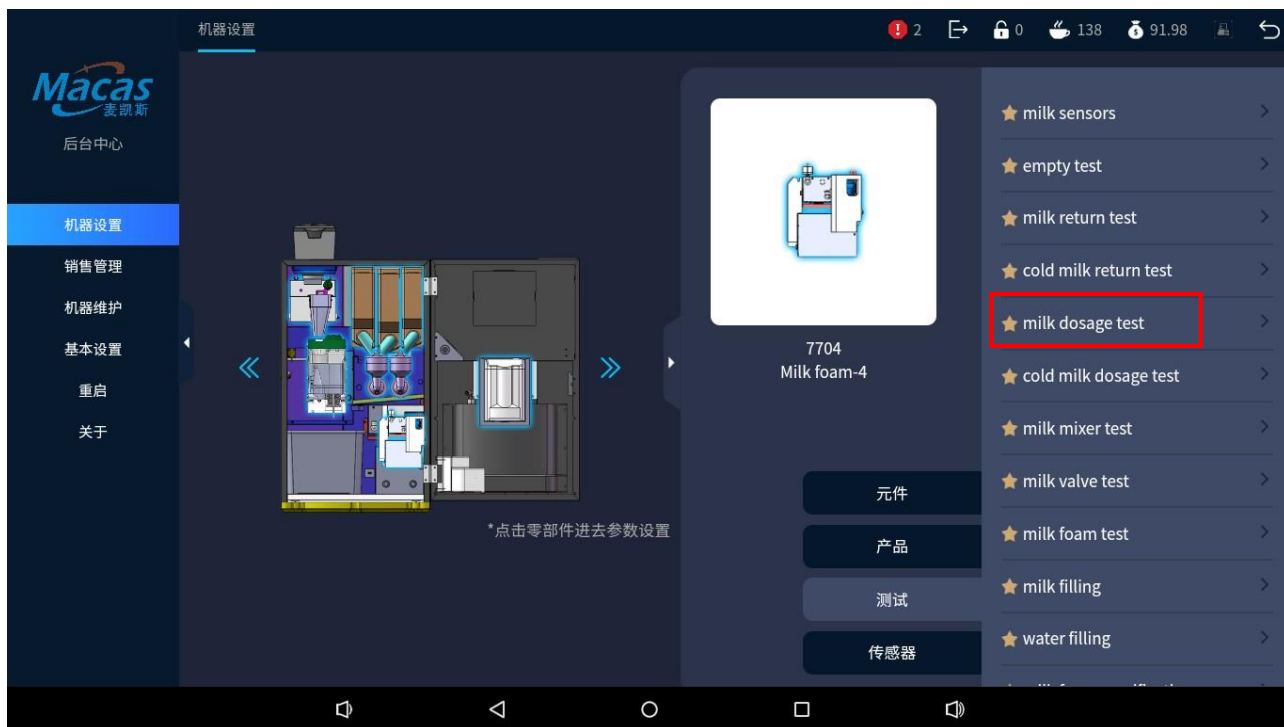 机器设置
2
0
138
91.98
Macas
麦凯斯
后台中心
机器设置
销售管理
机器维护
基本设置
重启
关于
*点击零部件进去参数设置
7704
Milk foam-4
元件
产品
测试
传感器
milk sensors
empty test
milk return test
cold milk return test
milk dosage test
cold milk dosage test
milk mixer test
milk valve test
milk foam test
milk filling
water filling